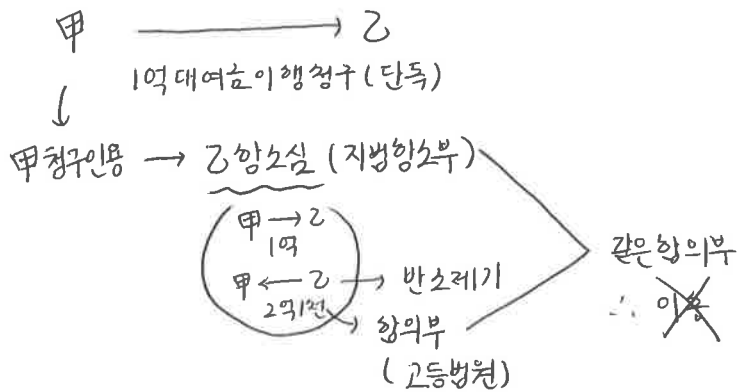 甲 → 乙
1억 대여금이행청구 (단독)
↓
甲청구인용 → 乙항소심 (지법항소부)
甲 → 乙
1억
甲 ← 乙 → 반소제기
2억1천 → 합의부
(고등법원)
같은합의부
∴ 이송